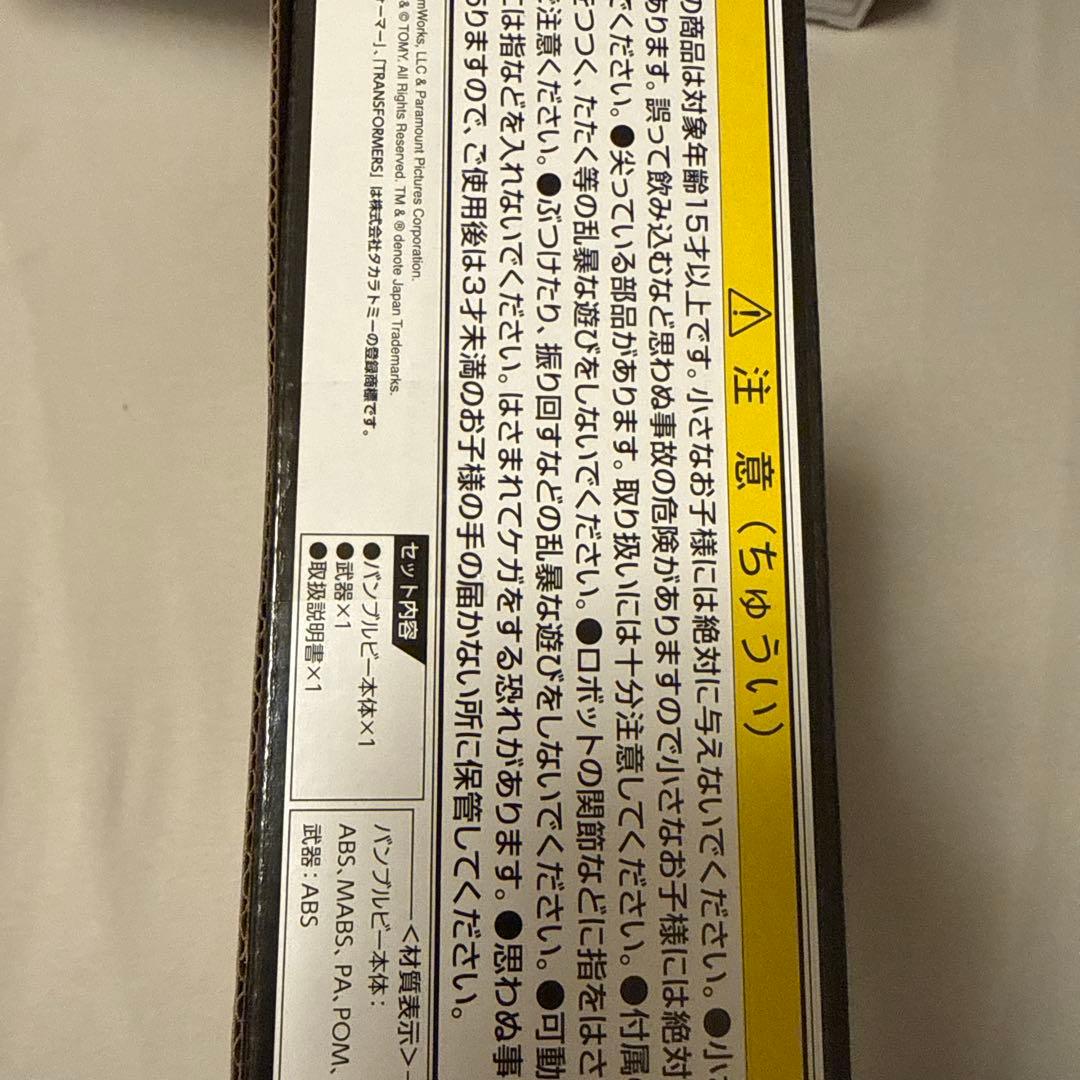 ⚠ 注意(ちゅうい)
の商品は対象年齢15才以上です。小さなお子様には絶対に与えないでください。●小さ
あります。誤って飲み込むなど思わぬ事故の危険がありますので小さなお子様には絶対
ください。●尖っている部品があります。取り扱いには十分注意してください。●付属の
つつく、たたく等の乱暴な遊びをしないでください。●ロボットの関節などに指をはさ
注意ください。●ぶつけたり、振り回すなどの乱暴な遊びをしないでください。●可動
は指などを入れないでください。はさまれてケガをする恐れがあります。●思わぬ事
りますので、ご使用後は3才未満のお子様の手の届かない所に保管してください。
mWorks, LLC & Paramount Pictures Corporation.
& © TOMY. All Rights Reserved. TM & ® denote Japan Trademarks.
ーマー」、「TRANSFORMERS」は株式会社タカラトミーの登録商標です。
セット内容
●バンブルビー本体×1
●武器×1
●取扱説明書×1
<材質表示>
バンブルビー本体:
ABS、MABS、PA、POM、
武器:ABS